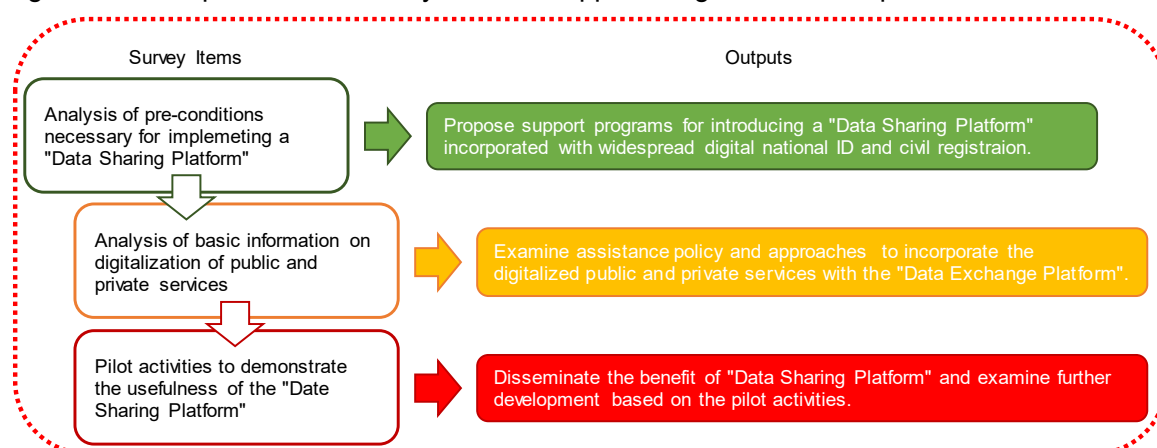 Survey Items
Outputs
Analysis of pre-conditions
necessary for implemeting a
"Data Sharing Platform"
Propose support programs for introducing a "Data Sharing Platform"
incorporated with widespread digital national ID and civil registraion.
Analysis of basic information on
digitalization of public and
private services
Examine assistance policy and approaches to incorporate the
digitalized public and private services with the "Data Exchange Platform".
Pilot activities to demonstrate
the usefulness of the "Date
Sharing Platform"
Disseminate the benefit of "Data Sharing Platform" and examine further
development based on the pilot activities.